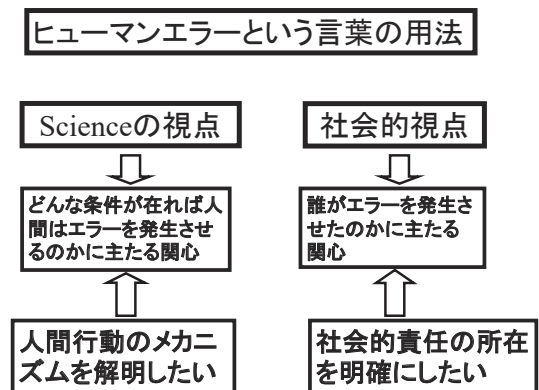 ヒューマンエラーという言葉の用法
Scienceの視点
社会的視点
どんな条件が在れば人
間はエラーを発生させ
るのかに主たる関心
誰がエラーを発生さ
せたのかに主たる
関心
人間行動のメカニ
ズムを解明したい
社会的責任の所在
を明確にしたい